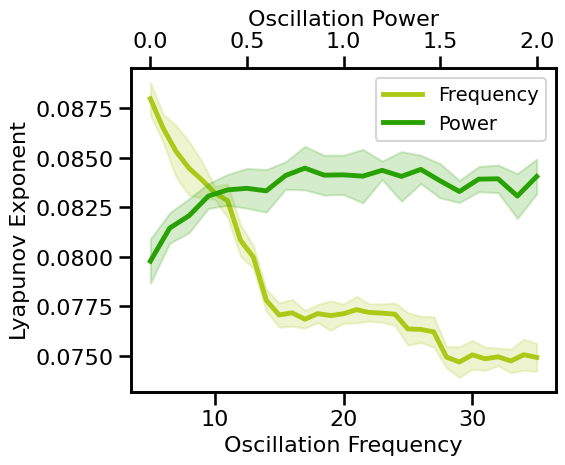 Oscillation Power
0.0 0.5 1.0 1.5 2.0
Frequency
Power
Lyapunov Exponent
0.0875
0.0850
0.0825
0.0800
0.0775
0.0750
10 20 30
Oscillation Frequency